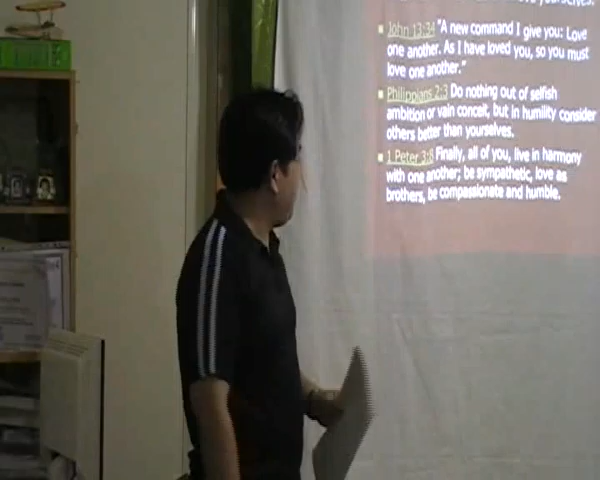 John 13:34 "A new command I give you: Love
one another. As I have loved you, so you must
love one another."
Philippians 2:3 Do nothing out of selfish
ambition or vain conceit, but in humility consider
others better than yourselves.
1 Peter 3:8 Finally, all of you, live in harmony
with one another; be sympathetic, love as
brothers, be compassionate and humble.